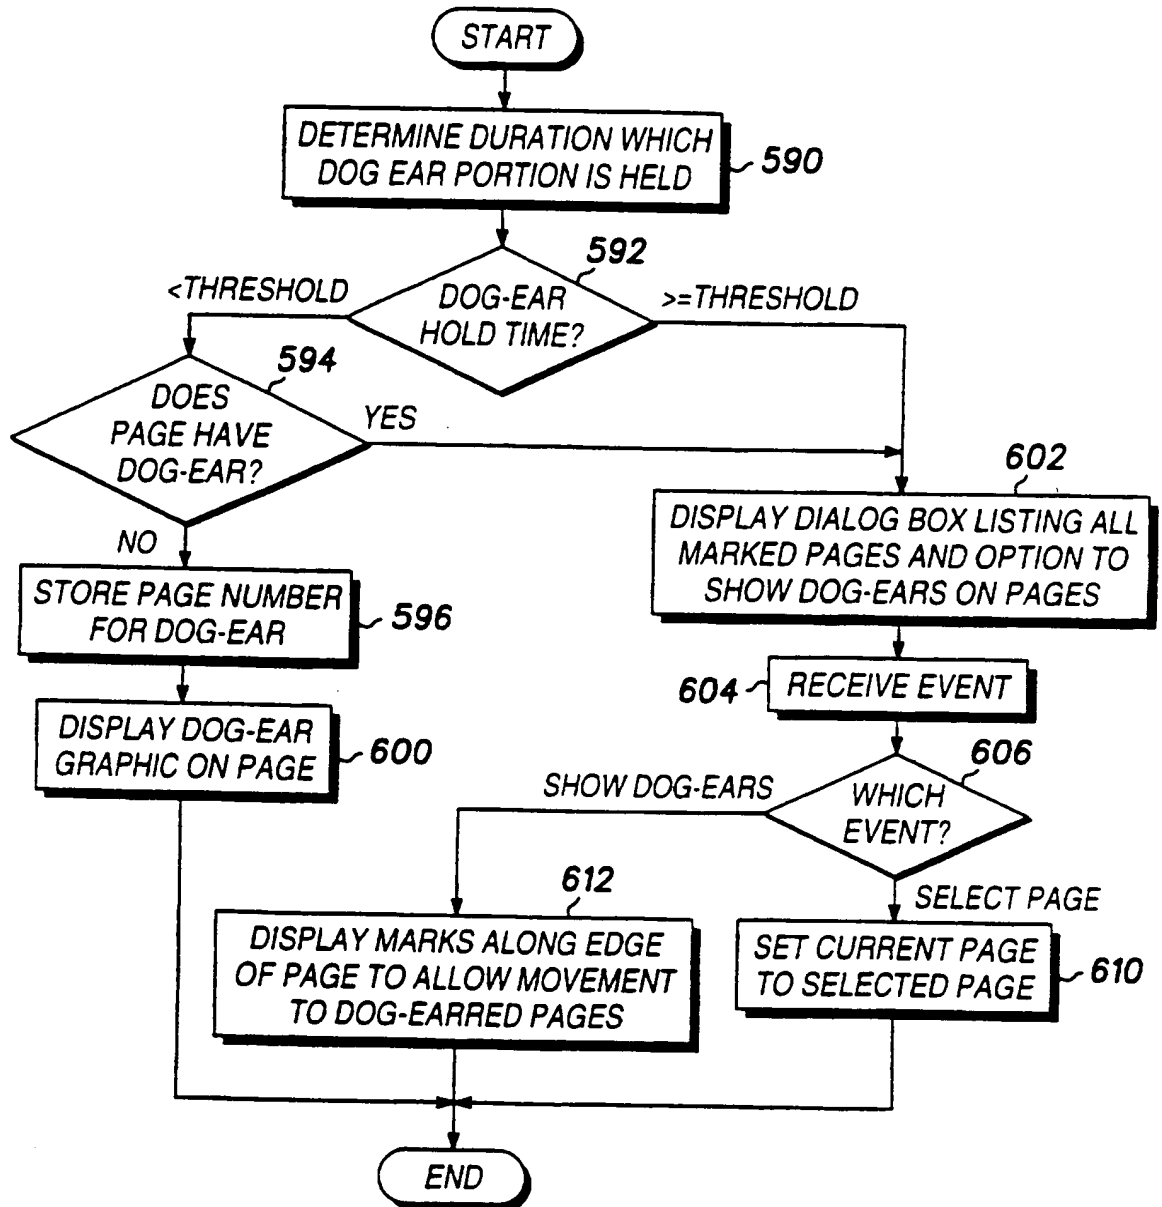 START
DETERMINE DURATION WHICH
DOG EAR PORTION IS HELD
590
592
<THRESHOLD
DOG-EAR
HOLD TIME?
>=THRESHOLD
594
DOES
PAGE HAVE
DOG-EAR?
YES
NO
602
DISPLAY DIALOG BOX LISTING ALL
MARKED PAGES AND OPTION TO
SHOW DOG-EARS ON PAGES
STORE PAGE NUMBER
FOR DOG-EAR
596
604
RECEIVE EVENT
DISPLAY DOG-EAR
GRAPHIC ON PAGE
600
606
SHOW DOG-EARS
WHICH
EVENT?
612
SELECT PAGE
DISPLAY MARKS ALONG EDGE
OF PAGE TO ALLOW MOVEMENT
TO DOG-EARRED PAGES
SET CURRENT PAGE
TO SELECTED PAGE
610
END